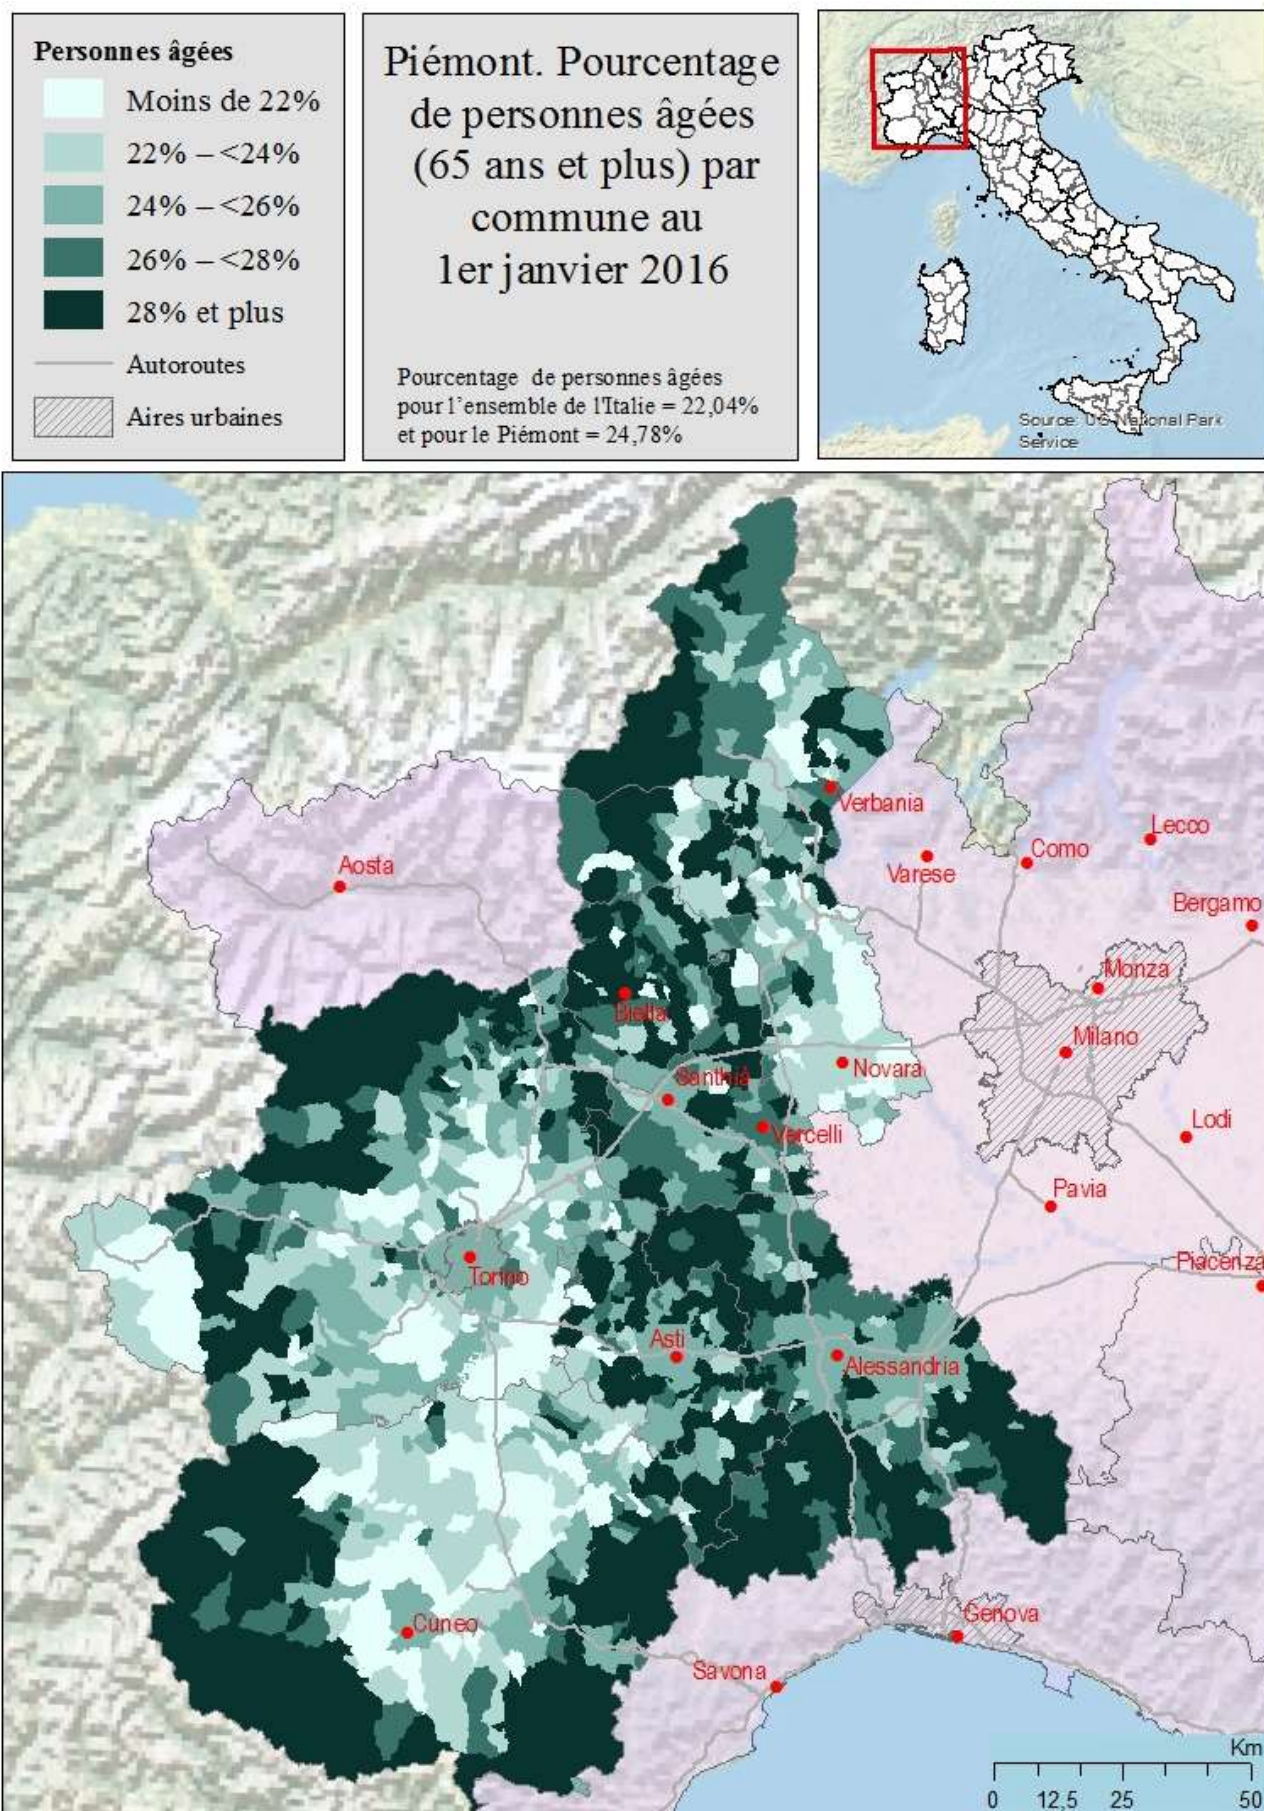 Personnes âgées
Moins de 22%
22% – <24%
24% – <26%
26% – <28%
28% et plus
Autoroutes
Aires urbaines
Piémont. Pourcentage
de personnes âgées
(65 ans et plus) par
commune au
1er janvier 2016
Pourcentage de personnes âgées
pour l'ensemble de l'Italie = 22,04%
et pour le Piémont = 24,78%
Source: US National Park
Service
Verbania
Lecco
Como
Varese
Aosta
Bergamo
Monza
Biella
Milano
Novara
Santhià
Lodi
Vercelli
Pavia
Piacenza
Torino
Asti
Alessandria
Cuneo
Genova
Savona
Km
0 12,5 25 50